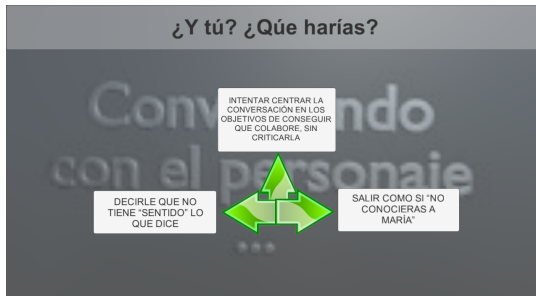 ¿Y tú? ¿Qúe harías?
INTENTAR CENTRAR LA
CONVERSACIÓN EN LOS
OBJETIVOS DE CONSEGUIR
QUE COLABORE, SIN
CRITICARLA
DECIRLE QUE NO
TIENE "SENTIDO" LO
QUE DICE
SALIR COMO SI "NO
CONOCIERAS A
MARÍA"
con el personaje
...